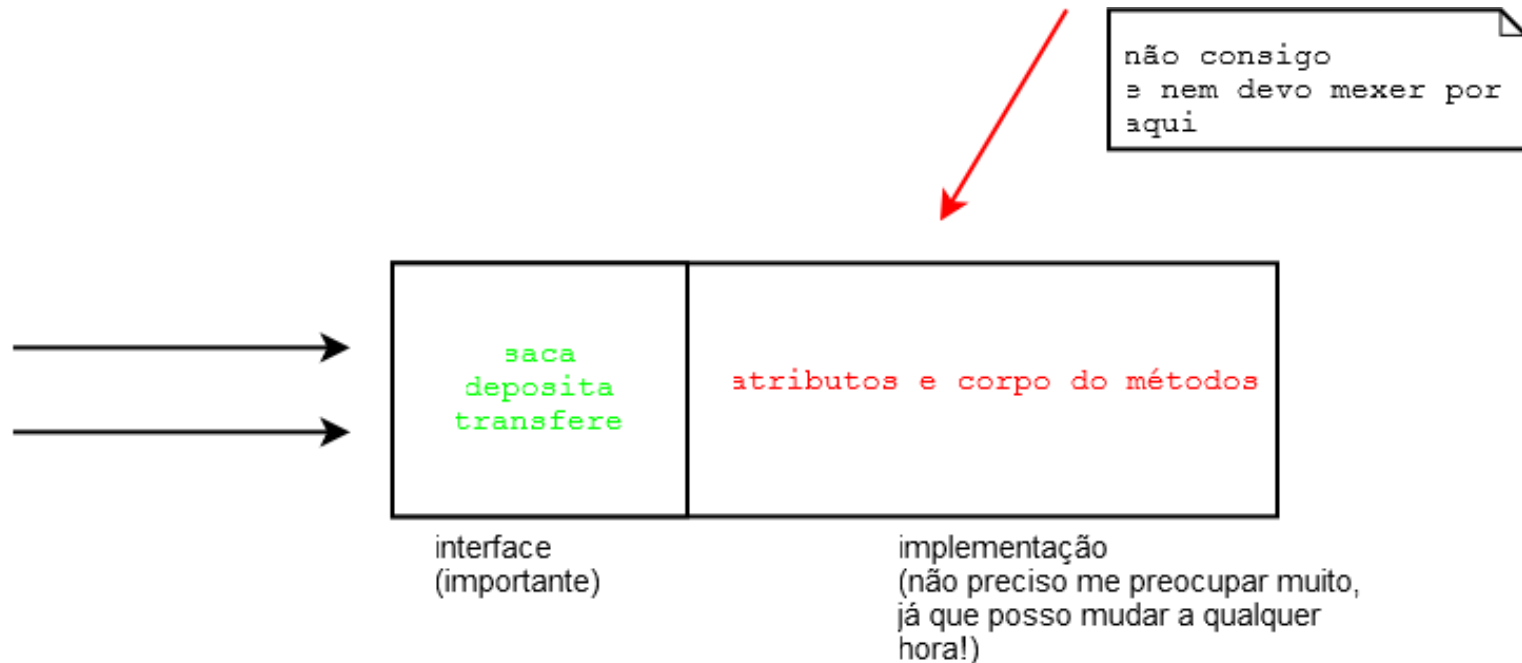 não consigo
e nem devo mexer por
aqui
saca
deposita
transfere
atributos e corpo do métodos
interface
(importante)
implementação
(não preciso me preocupar muito,
já que posso mudar a qualquer
hora!)